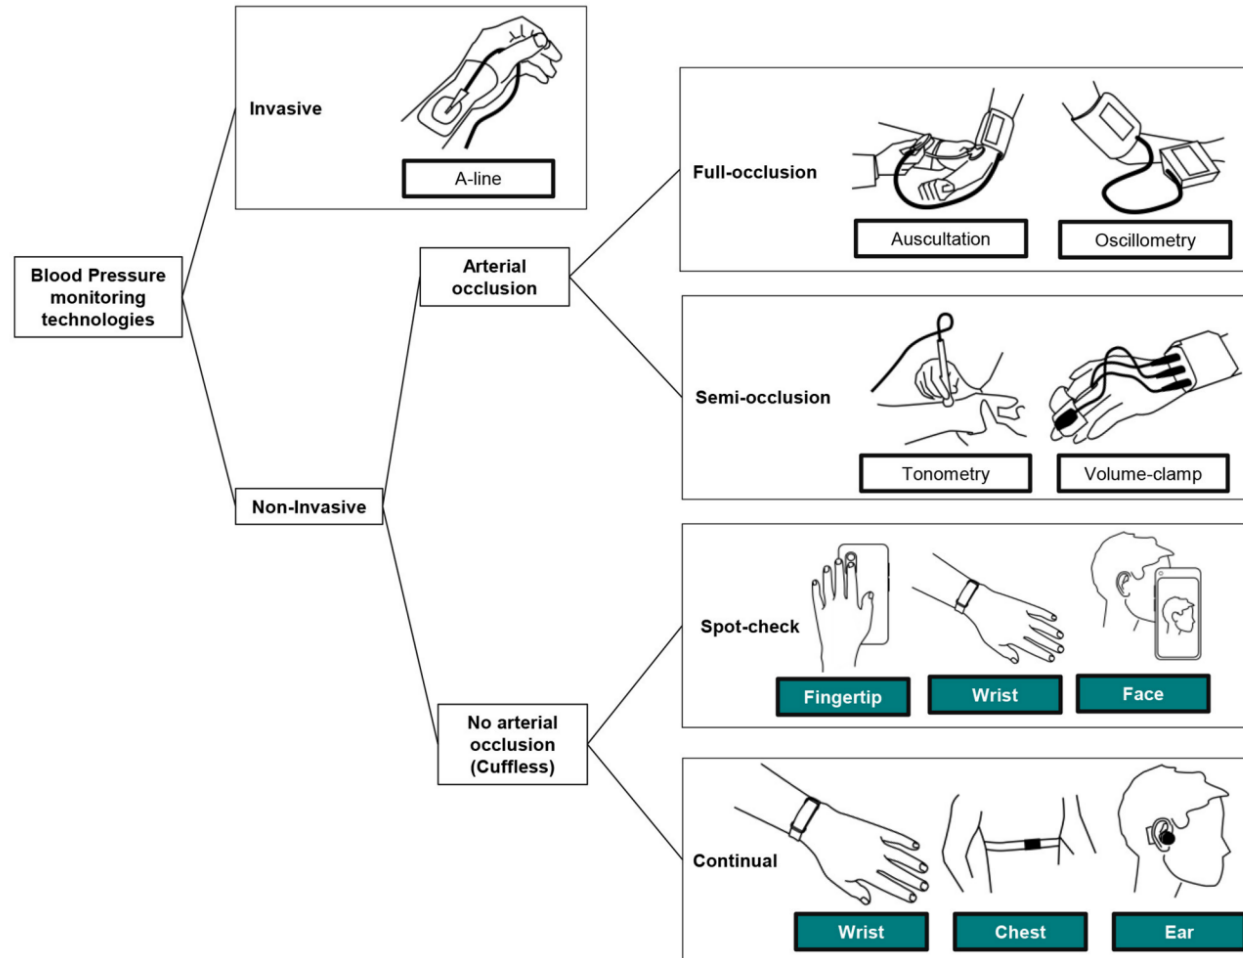 Invasive
A-line
Full-occlusion
Auscultation
Oscillometry
Blood Pressure
monitoring
technologies
Arterial
occlusion
Semi-occlusion
Tonometry
Volume-clamp
Non-Invasive
Spot-check
Fingertip
Wrist
Face
No arterial
occlusion
(Cuffless)
Continual
Wrist
Chest
Ear